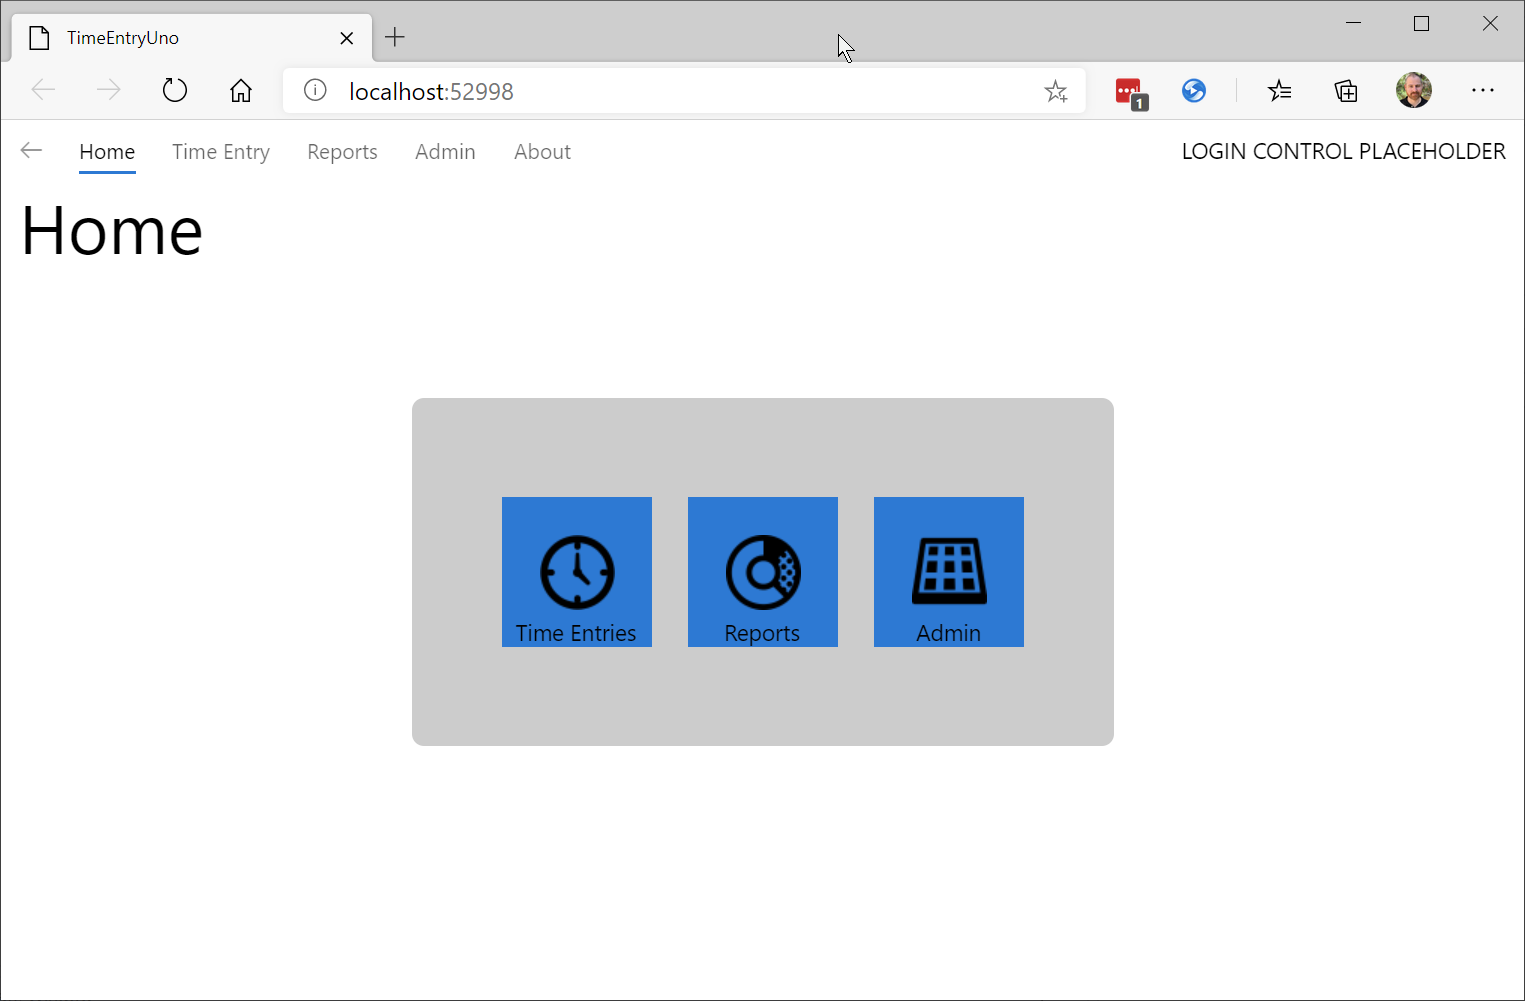 TimeEntryUno
localhost:52998
1
Home Time Entry Reports Admin About LOGIN CONTROL PLACEHOLDER
Home
Time Entries Reports Admin